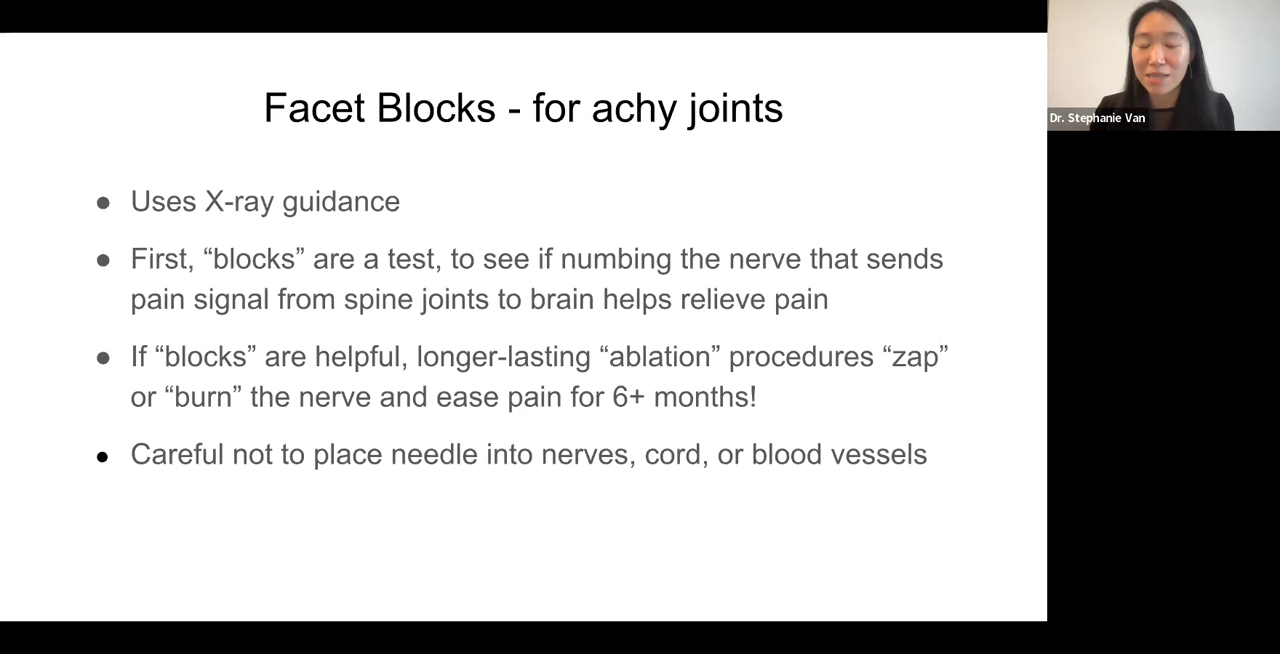 Facet Blocks - for achy joints
● Uses X-ray guidance
● First, “blocks” are a test, to see if numbing the nerve that sends
pain signal from spine joints to brain helps relieve pain
● If “blocks” are helpful, longer-lasting “ablation” procedures “zap”
or “burn” the nerve and ease pain for 6+ months!
● Careful not to place needle into nerves, cord, or blood vessels
Dr. Stephanie Van